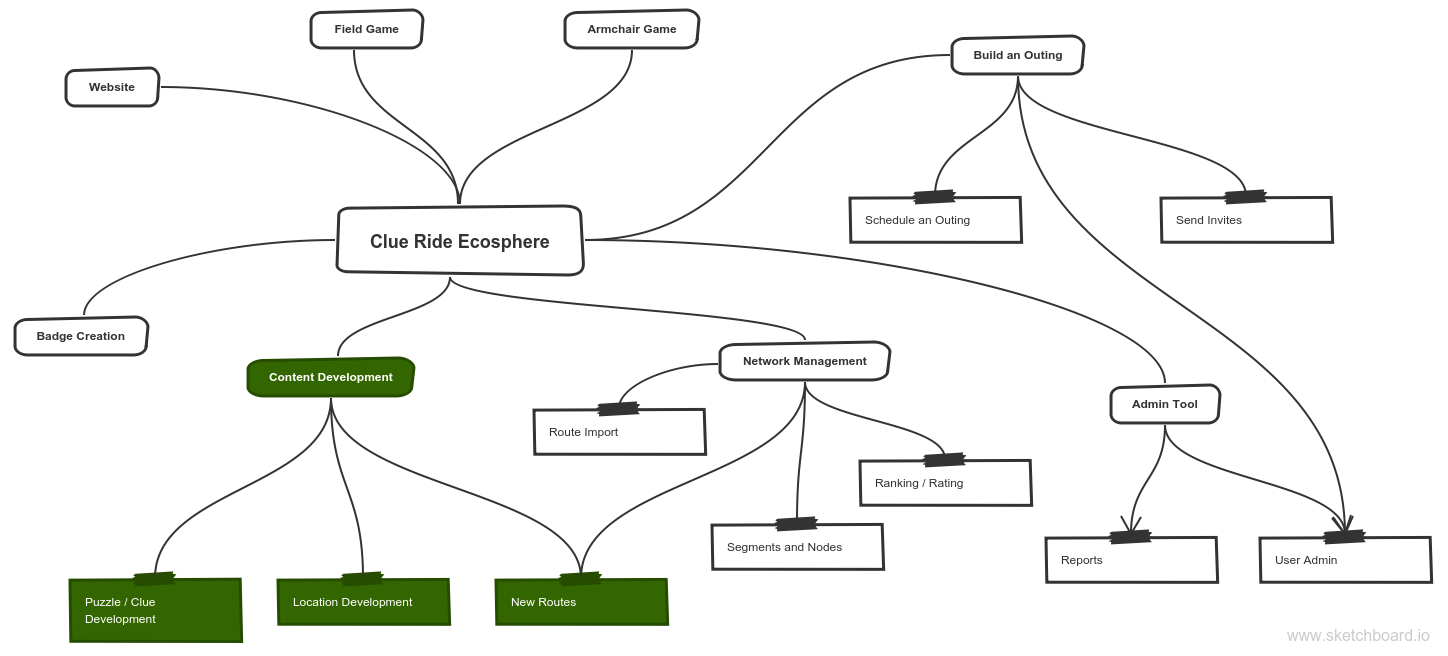 Field Game
Armchair Game
Build an Outing
Website
Schedule an Outing
Send Invites
Clue Ride Ecosphere
Badge Creation
Content Development
Network Management
Admin Tool
Route Import
Ranking / Rating
Segments and Nodes
Reports
User Admin
Puzzle / Clue
Development
Location Development
New Routes
www.sketchboard.io